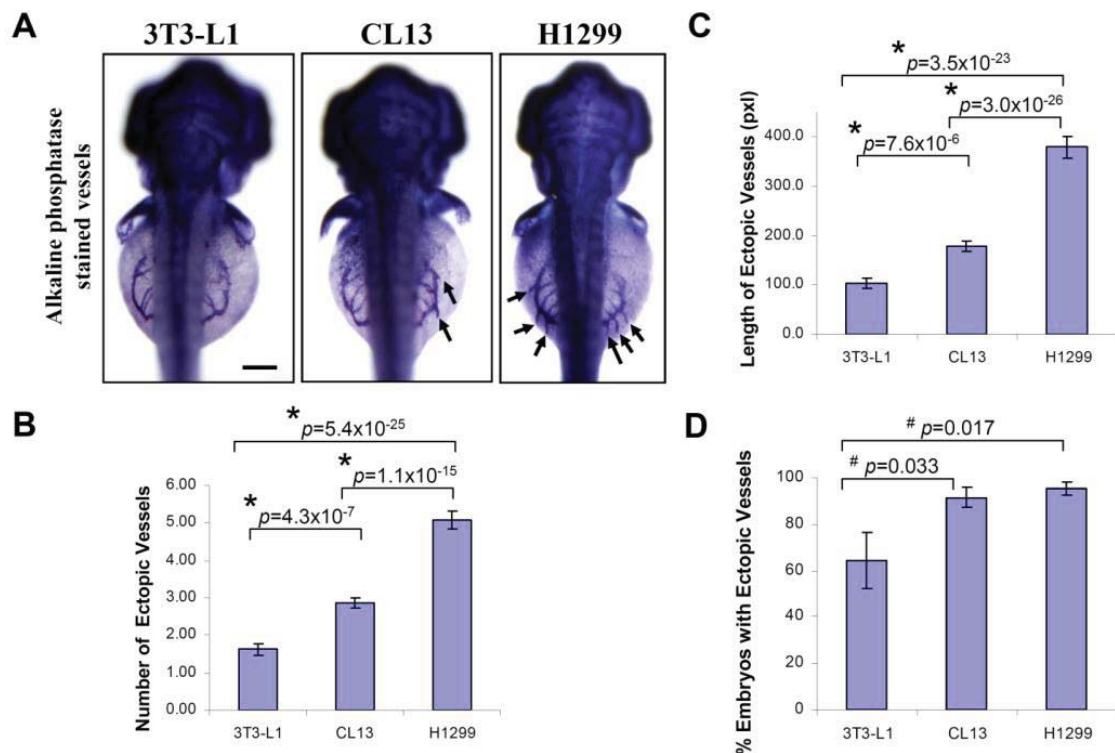 A
3T3-L1
CL13
H1299
Alkaline phosphatase
stained vessels
B
* p=5.4x10⁻²⁵
* p=1.1x10⁻¹⁵
* p=4.3x10⁻⁷
Number of Ectopic Vessels
6.00
5.00
4.00
3.00
2.00
1.00
0.00
3T3-L1
CL13
H1299
C
* p=3.5x10⁻²³
* p=3.0x10⁻²⁶
* p=7.6x10⁻⁶
Length of Ectopic Vessels (pxl)
400.0
300.0
200.0
100.0
0.0
3T3-L1
CL13
H1299
D
# p=0.017
# p=0.033
% Embryos with Ectopic Vessels
100
80
60
40
20
0
3T3-L1
CL13
H1299